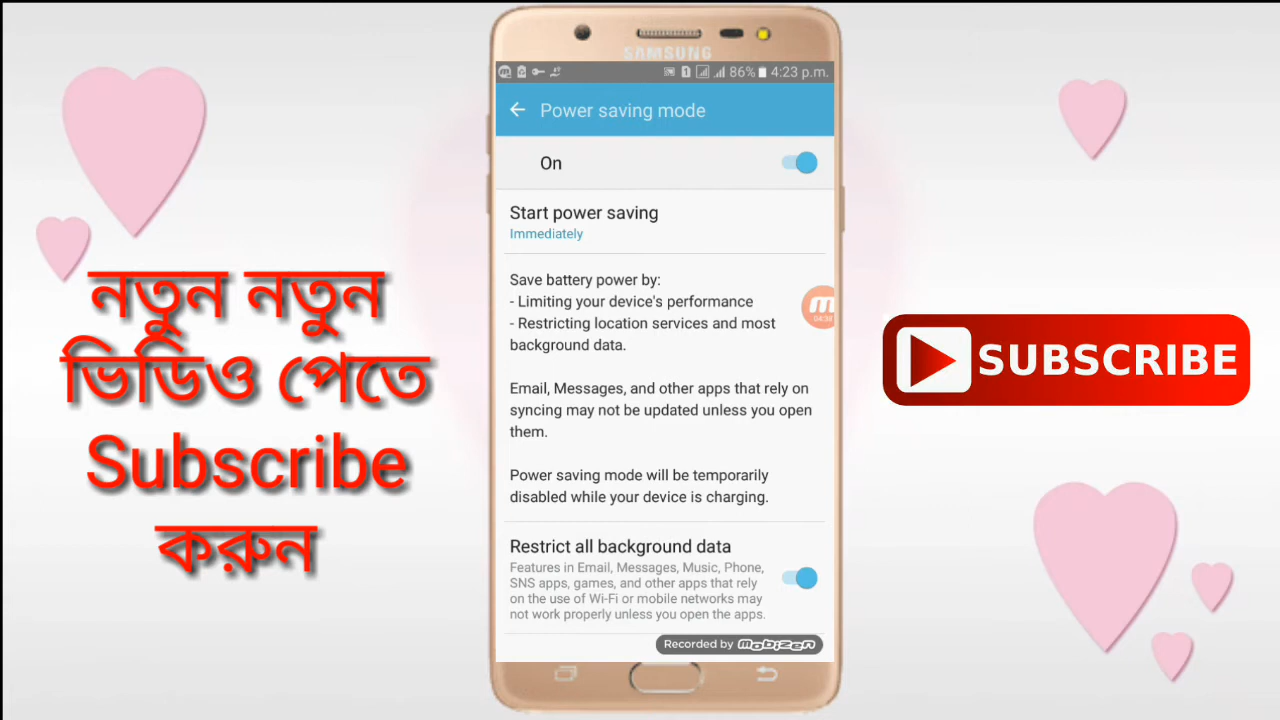 নতুন নতুন
ভিডিও পেতে
Subscribe
করুন
SAMSUNG
86% 4:23 p.m.
Power saving mode
On
Start power saving
Immediately
Save battery power by:
- Limiting your device's performance
- Restricting location services and most
background data.
Email, Messages, and other apps that rely on
syncing may not be updated unless you open
them.
Power saving mode will be temporarily
disabled while your device is charging.
Restrict all background data
Features in Email, Messages, Music, Phone,
SNS apps, games, and other apps that rely
on the use of Wi-Fi or mobile networks may
not work properly unless you open the apps.
Recorded by mobizen
SUBSCRIBE